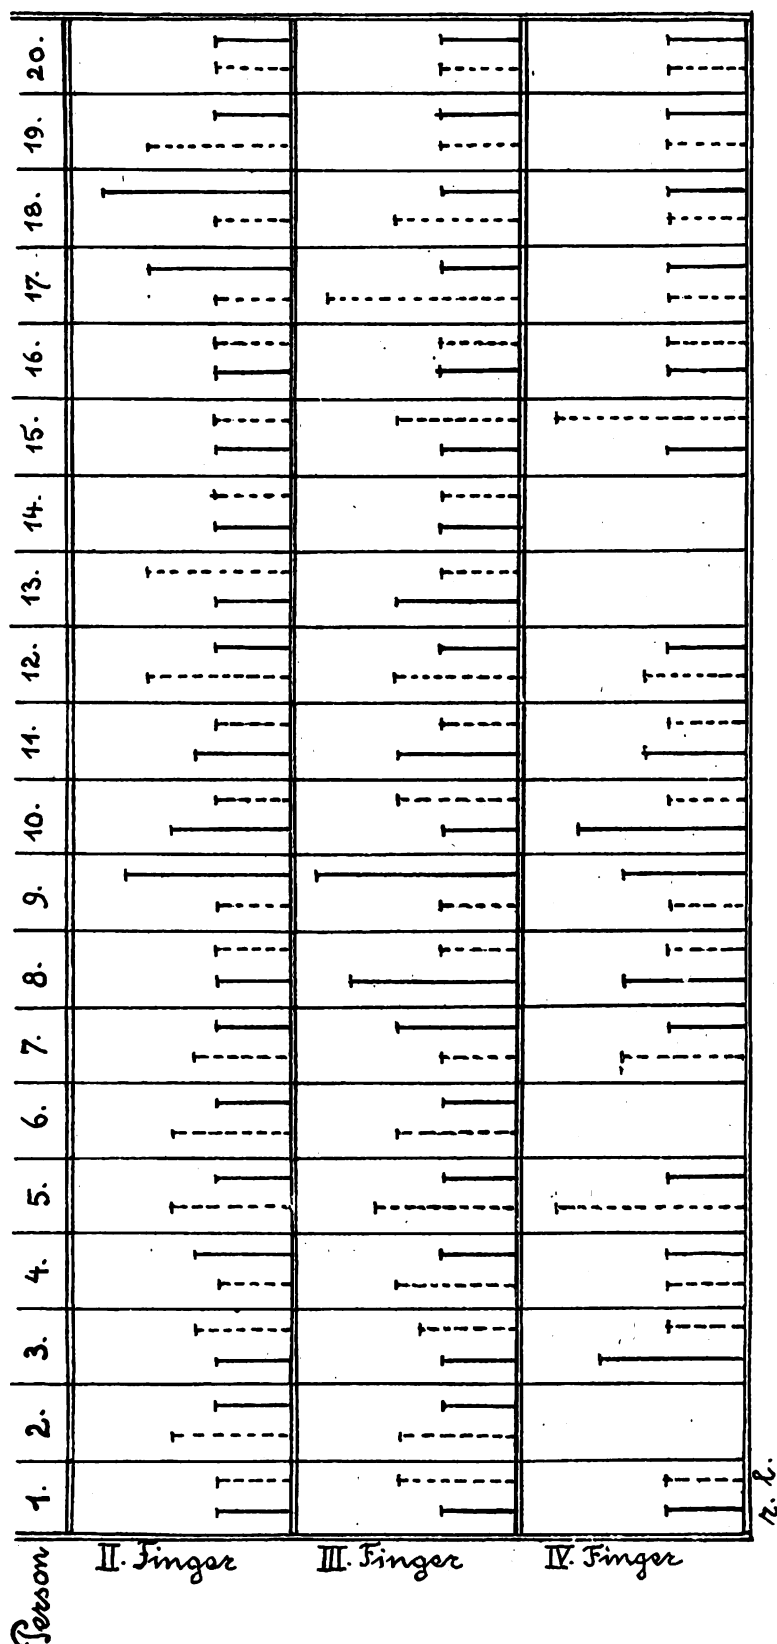 Person 1. 2. 3. 4. 5. 6. 7. 8. 9. 10. 11. 12. 13. 14. 15. 16. 17. 18. 19. 20.
II. Finger
III. Finger
IV. Finger
r. l.